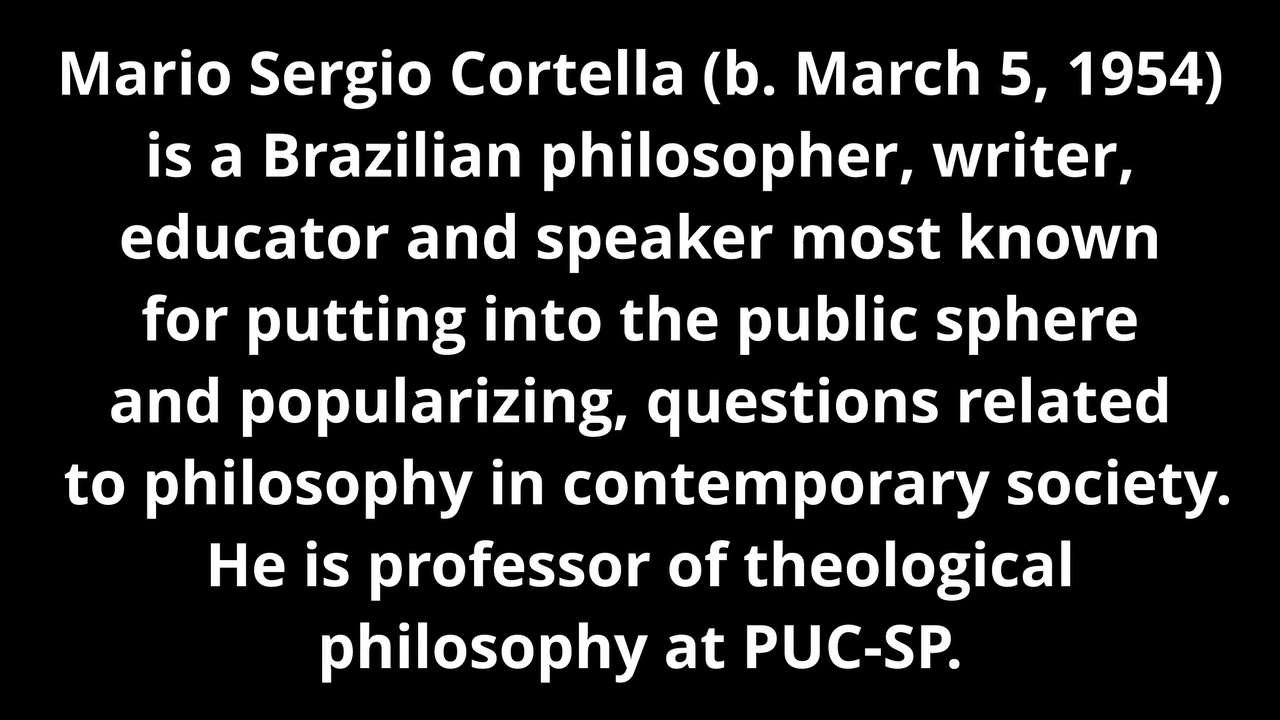 Mario Sergio Cortella (b. March 5, 1954)
is a Brazilian philosopher, writer,
educator and speaker most known
for putting into the public sphere
and popularizing, questions related
to philosophy in contemporary society.
He is professor of theological
philosophy at PUC-SP.